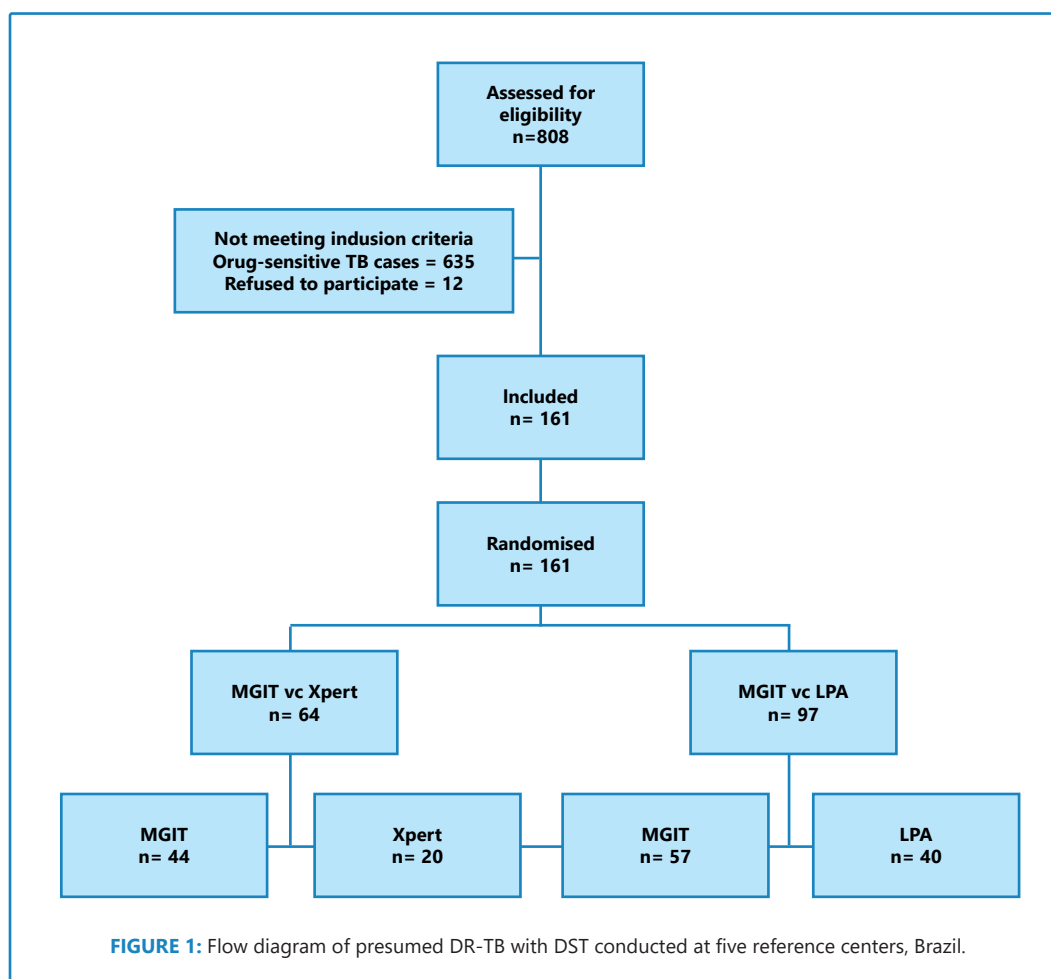 Assessed for
eligibility
n=808
Not meeting indusion criteria
Orug-sensitive TB cases = 635
Refused to participate = 12
Included
n= 161
Randomised
n= 161
MGIT vc Xpert
n= 64
MGIT vc LPA
n= 97
MGIT
n= 44
Xpert
n= 20
MGIT
n= 57
LPA
n= 40
FIGURE 1: Flow diagram of presumed DR-TB with DST conducted at five reference centers, Brazil.